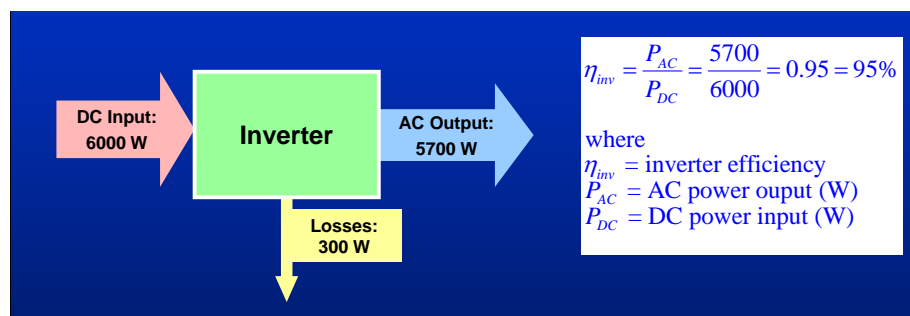 DC Input:
6000 W
Inverter
AC Output:
5700 W
Losses:
300 W
η_inv = P_AC / P_DC = 5700 / 6000 = 0.95 = 95%
where
η_inv = inverter efficiency
P_AC = AC power ouput (W)
P_DC = DC power input (W)